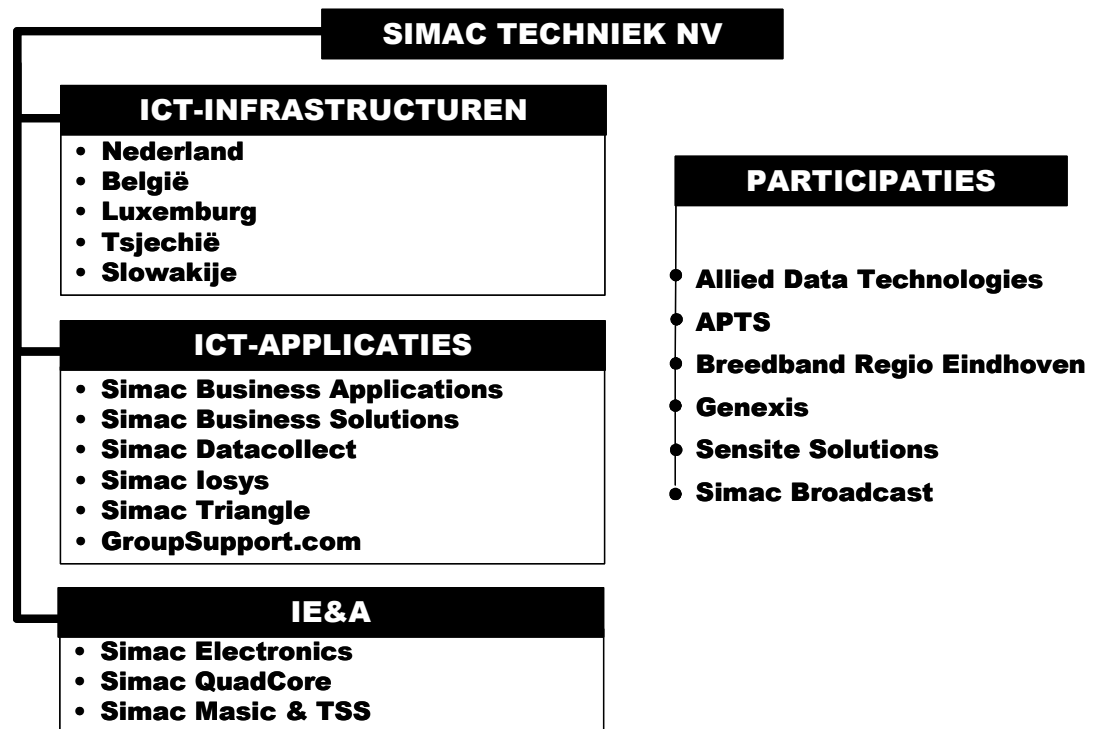 SIMAC TECHNIEK NV
ICT-INFRASTRUCTUREN
• Nederland
• België
• Luxemburg
• Tsjechië
• Slowakije
ICT-APPLICATIES
• Simac Business Applications
• Simac Business Solutions
• Simac Datacollect
• Simac Iosys
• Simac Triangle
• GroupSupport.com
IE&A
• Simac Electronics
• Simac QuadCore
• Simac Masic & TSS
PARTICIPATIES
• Allied Data Technologies
• APTS
• Breedband Regio Eindhoven
• Genexis
• Sensite Solutions
• Simac Broadcast